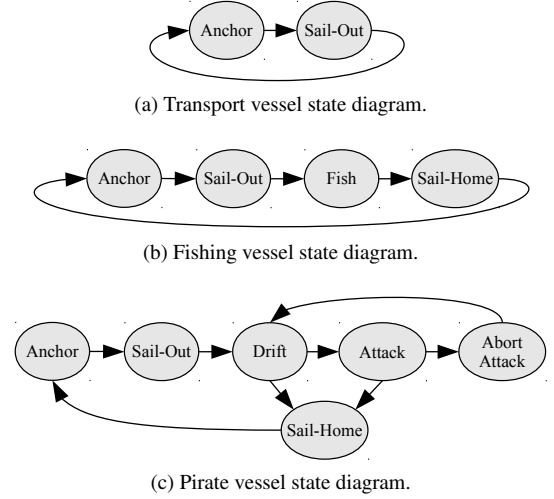 Anchor Sail-Out
(a) Transport vessel state diagram.
Anchor Sail-Out Fish Sail-Home
(b) Fishing vessel state diagram.
Anchor Sail-Out Drift Attack Abort
Attack
Sail-Home
(c) Pirate vessel state diagram.